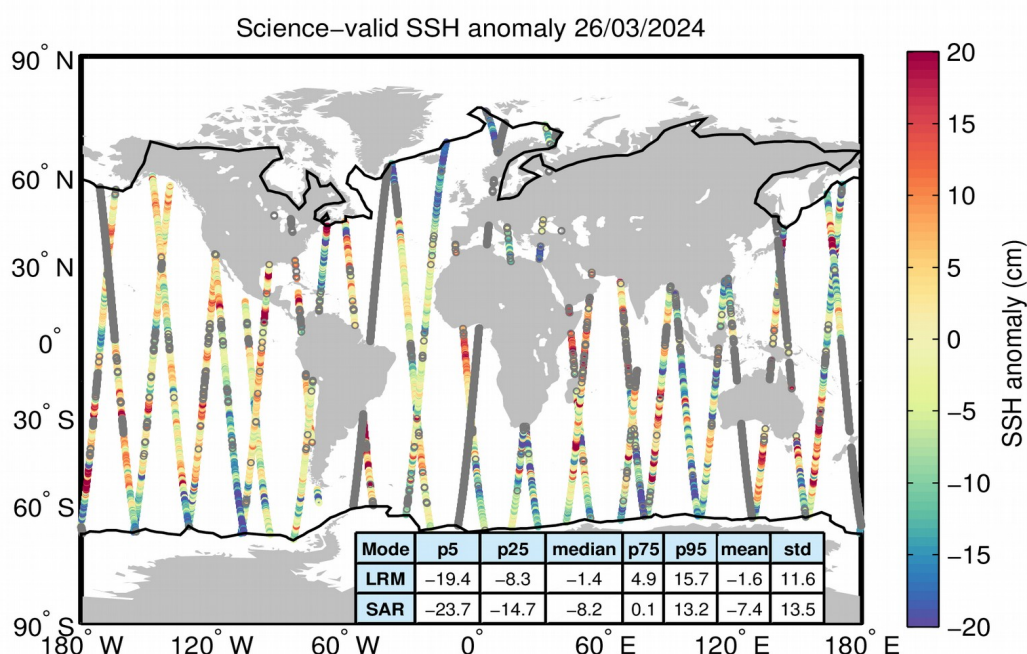 Science−valid SSH anomaly 26/03/2024
90° N
60° N
30° N
0°
30° S
60° S
90° S
180° W
120° W
60° W
0°
60° E
120° E
180° E
Mode p5 p25 median p75 p95 mean std
LRM −19.4 −8.3 −1.4 4.9 15.7 −1.6 11.6
SAR −23.7 −14.7 −8.2 0.1 13.2 −7.4 13.5
20
15
10
5
0
−5
−10
−15
−20
SSH anomaly (cm)